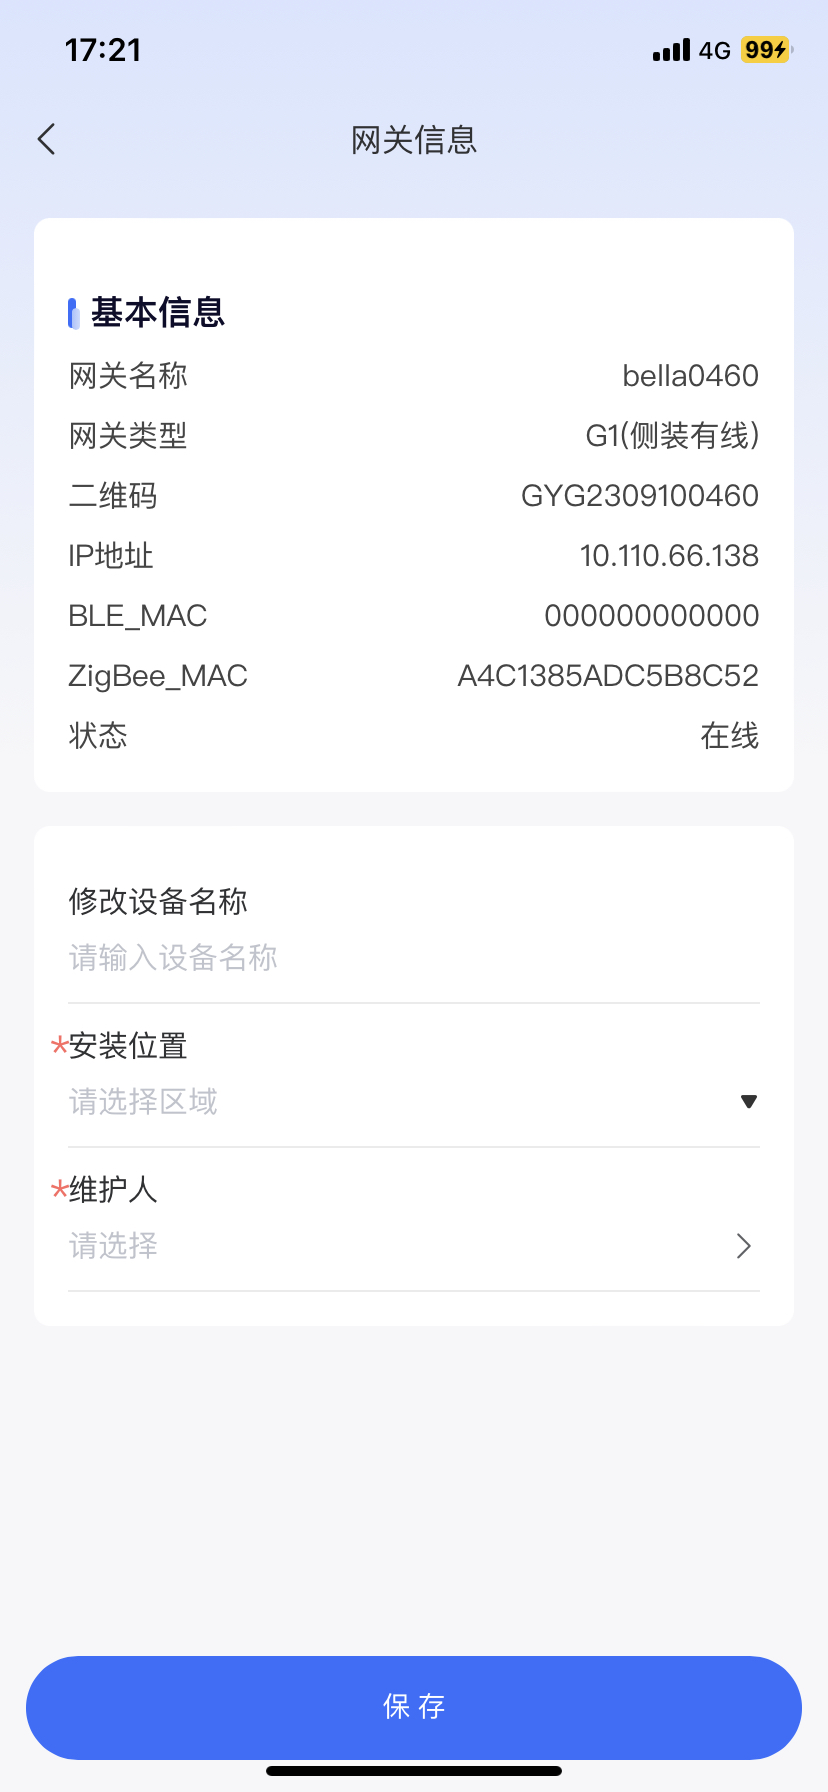 17:21
4G 99
网关信息
基本信息
网关名称 bella0460
网关类型 G1(侧装有线)
二维码 GYG2309100460
IP地址 10.110.66.138
BLE_MAC 000000000000
ZigBee_MAC A4C1385ADC5B8C52
状态 在线
修改设备名称
请输入设备名称
*安装位置
请选择区域
*维护人
请选择
保存